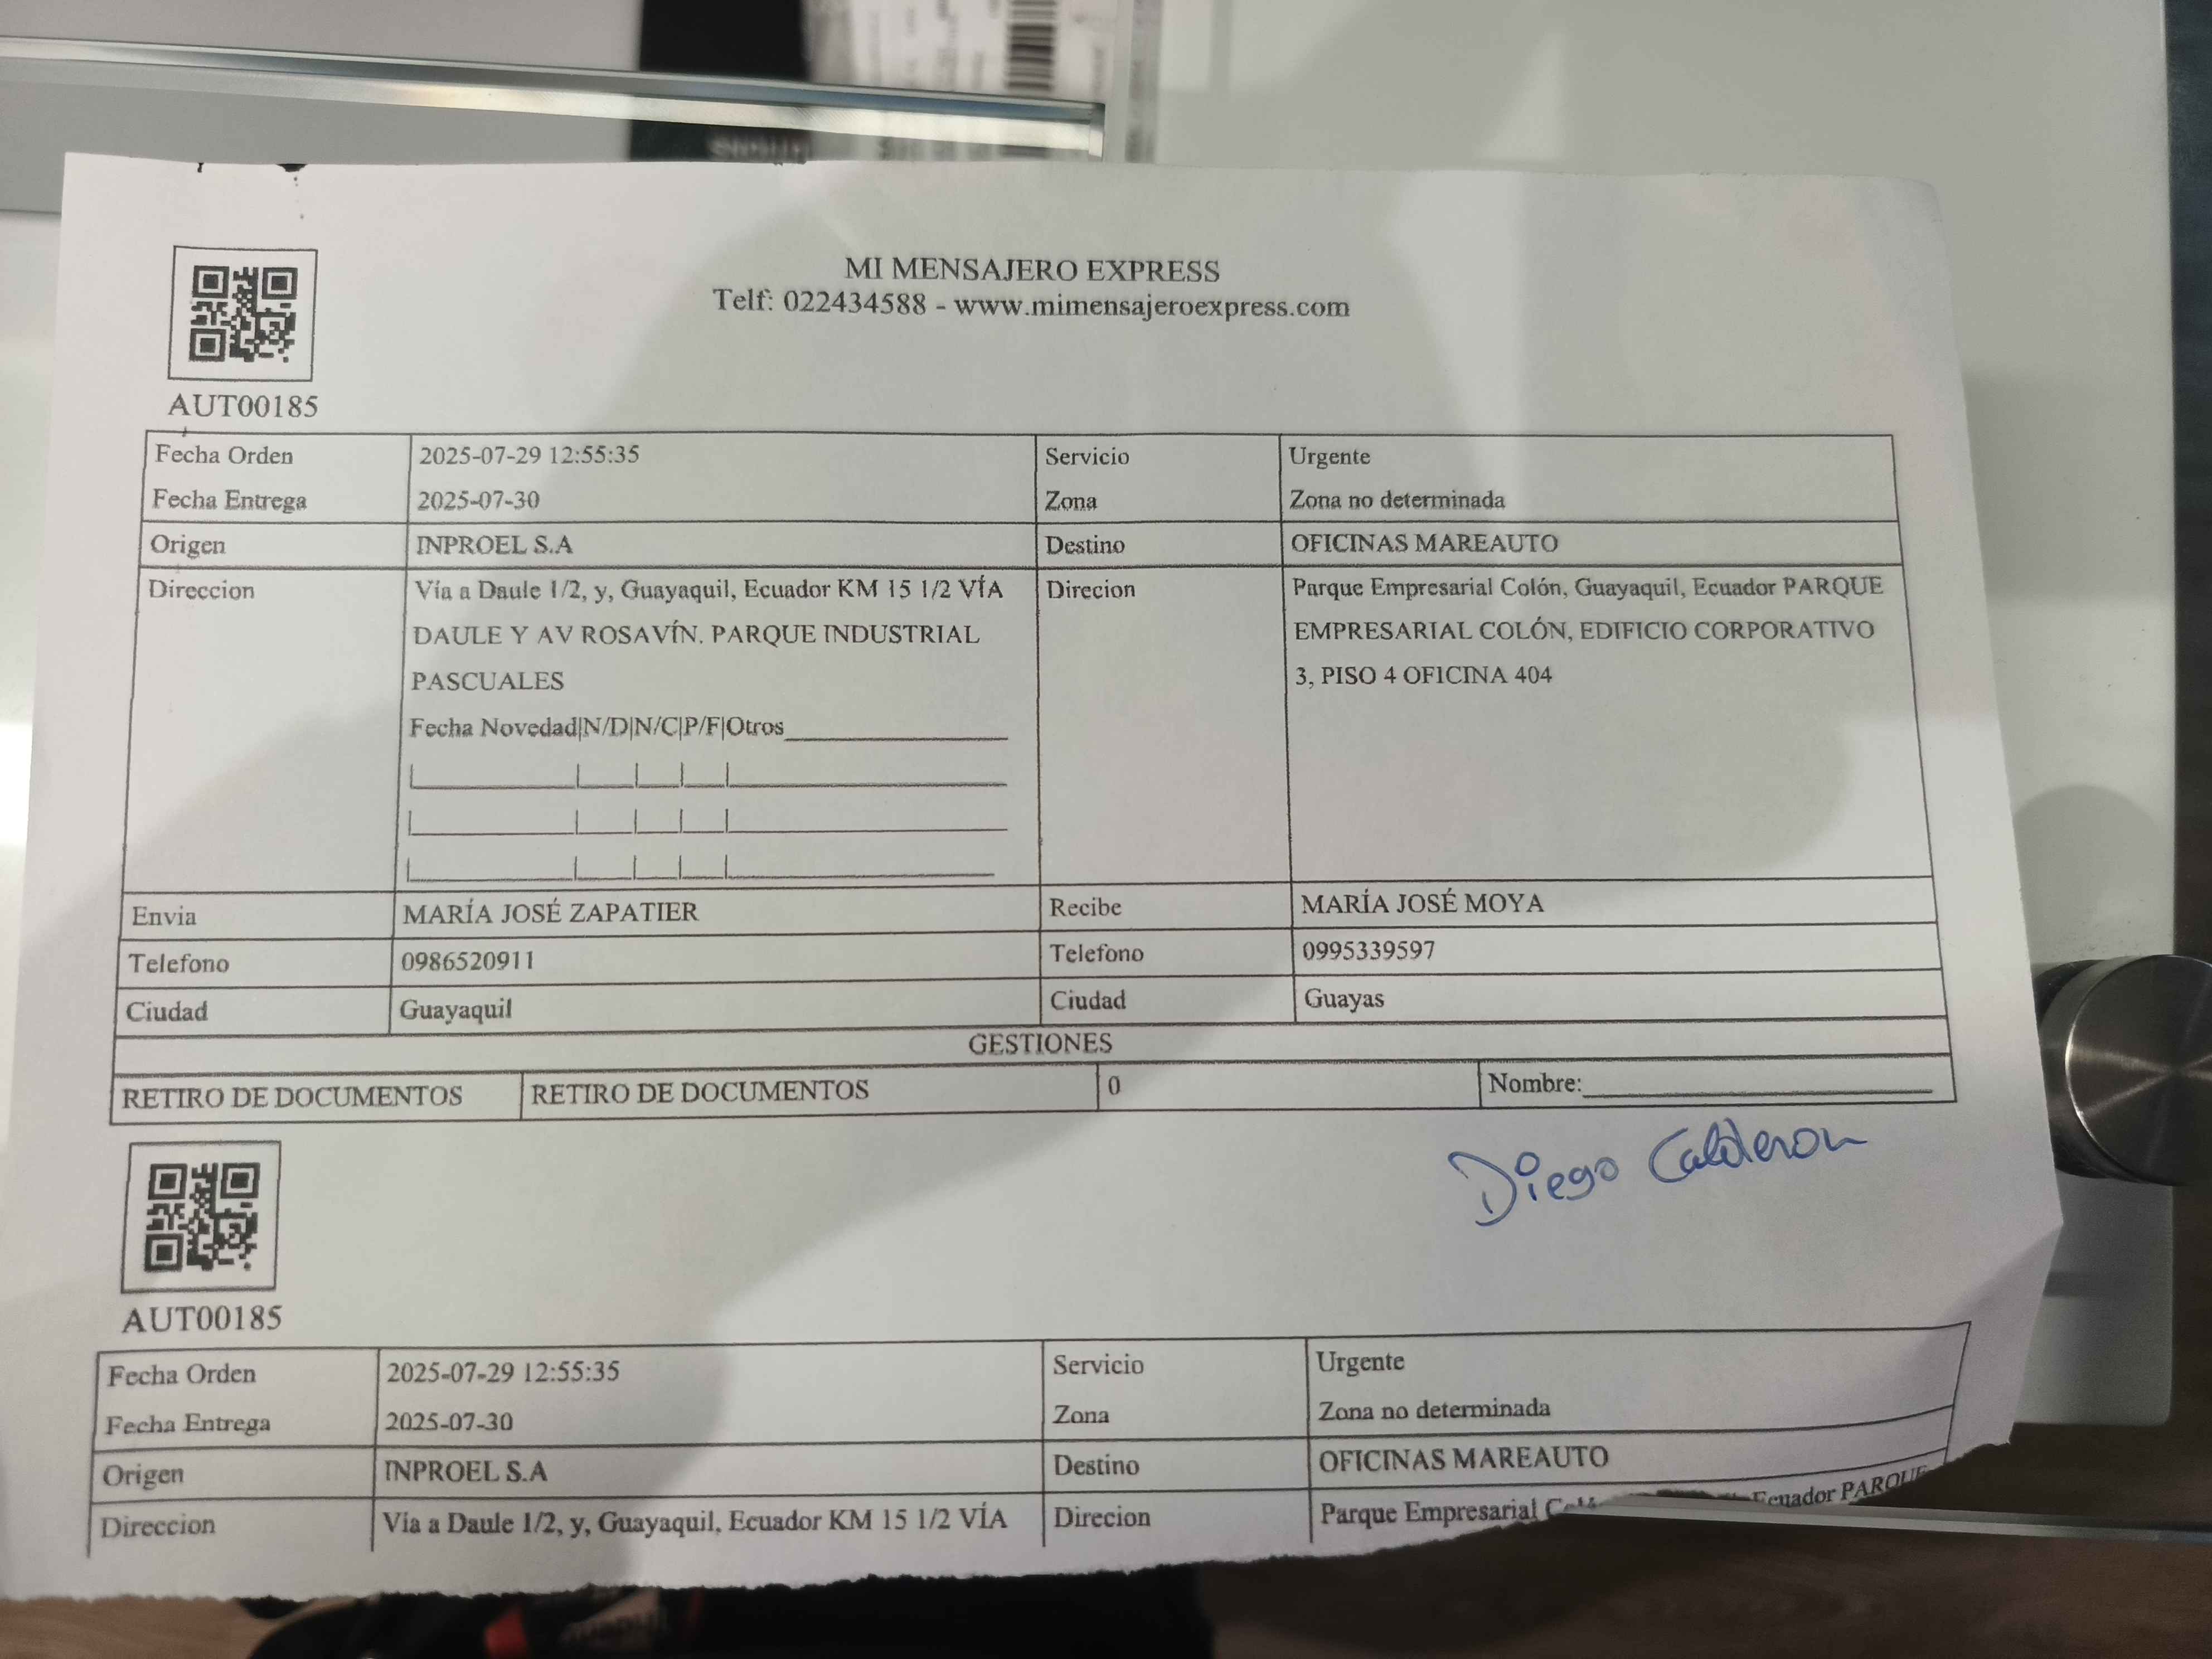 MI MENSAJERO EXPRESS
Telf: 022434588 - www.mimensajeroexpress.com
AUT00185
Fecha Orden 2025-07-29 12:55:35 Servicio Urgente
Fecha Entrega 2025-07-30 Zona Zona no determinada
Origen INPROEL S.A Destino OFICINAS MAREAUTO
Direccion Vía a Daule 1/2, y, Guayaquil, Ecuador KM 15 1/2 VÍA Direcion Parque Empresarial Colón, Guayaquil, Ecuador PARQUE
DAULE Y AV ROSAVÍN. PARQUE INDUSTRIAL EMPRESARIAL COLÓN, EDIFICIO CORPORATIVO
PASCUALES 3, PISO 4 OFICINA 404
Fecha Novedad|N/D|N/C|P/F|Otros
Envia MARÍA JOSÉ ZAPATIER Recibe MARÍA JOSÉ MOYA
Telefono 0986520911 Telefono 0995339597
Ciudad Guayaquil Ciudad Guayas
GESTIONES
RETIRO DE DOCUMENTOS RETIRO DE DOCUMENTOS 0 Nombre:
Diego Calderon
AUT00185
Fecha Orden 2025-07-29 12:55:35 Servicio Urgente
Fecha Entrega 2025-07-30 Zona Zona no determinada
Origen INPROEL S.A Destino OFICINAS MAREAUTO
Direccion Vía a Daule 1/2, y, Guayaquil, Ecuador KM 15 1/2 VÍA Direcion Parque Empresarial Ecuador PARQUE